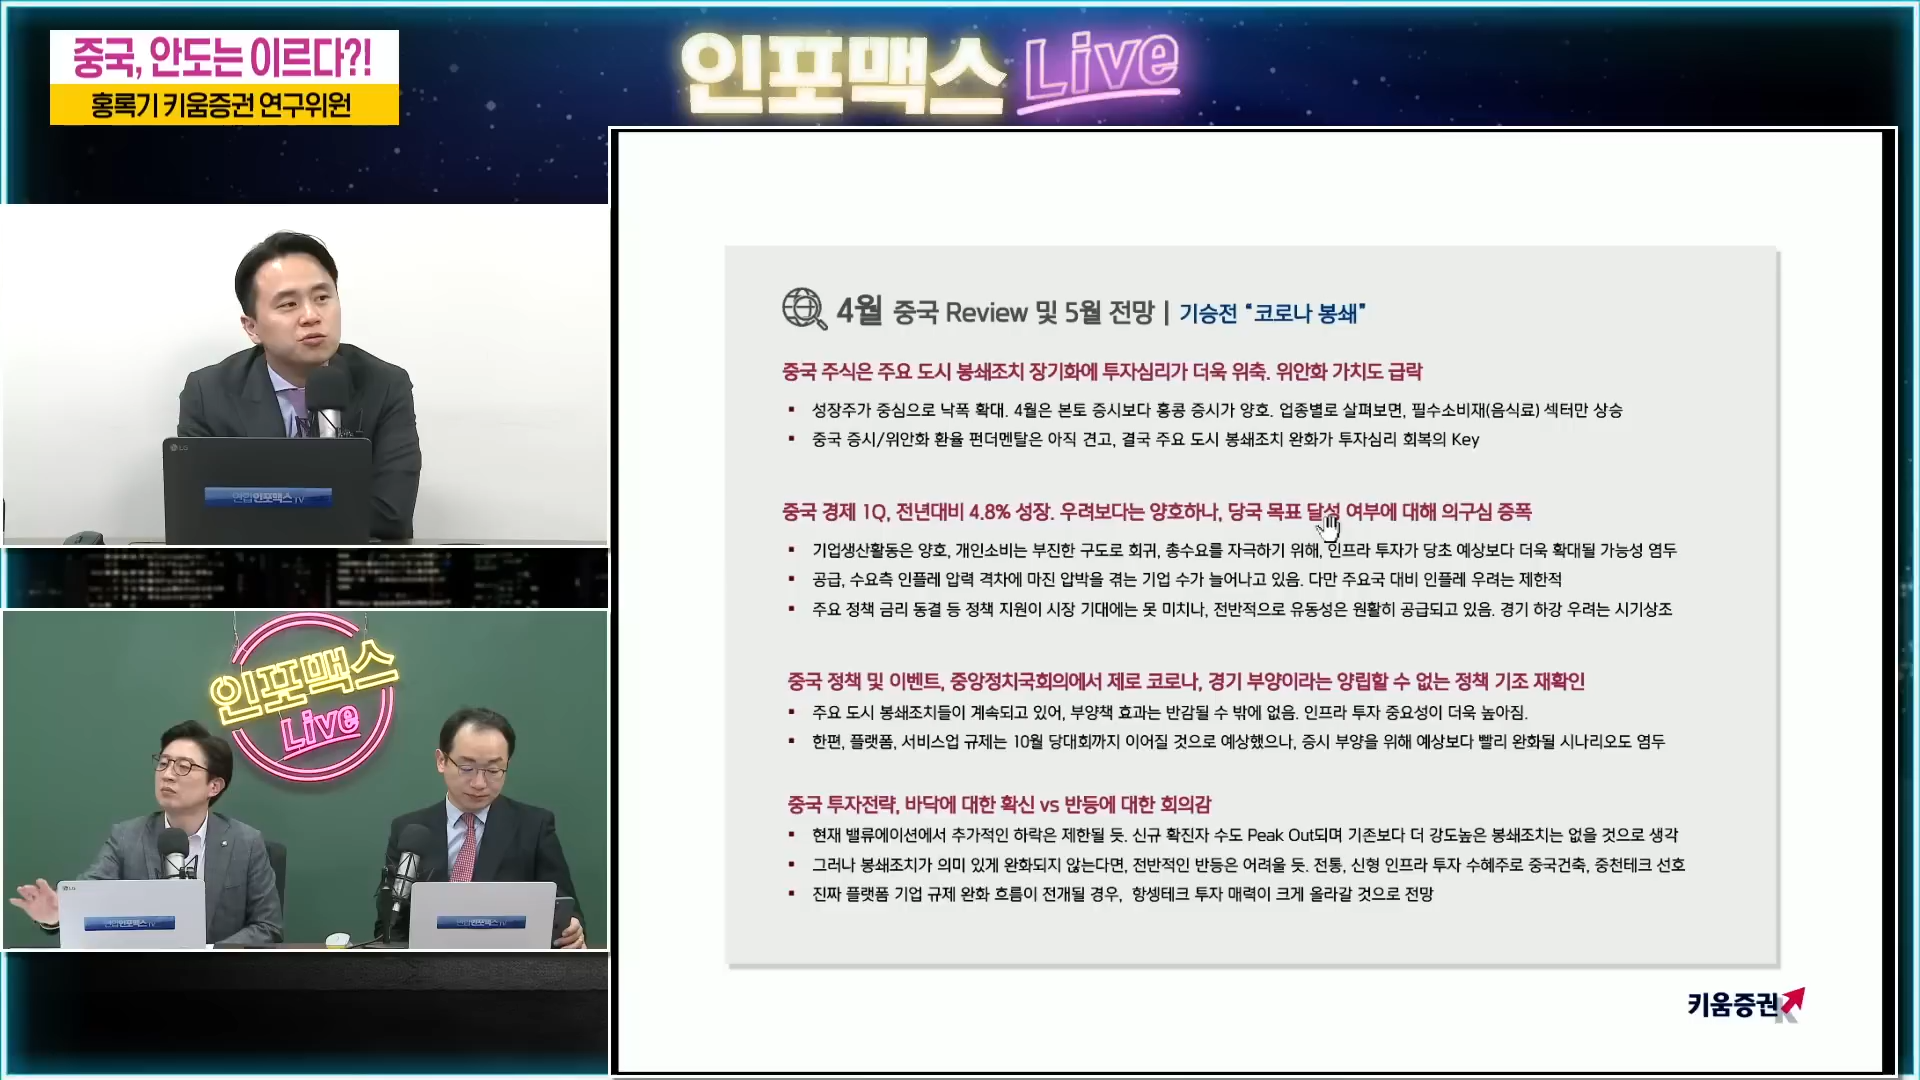 중국, 안도는 이르다?!
홍록기 키움증권 연구위원
인포맥스 Live
4월 중국 Review 및 5월 전망 | 기승전 “코로나 봉쇄”
중국 주식은 주요 도시 봉쇄조치 장기화에 투자심리가 더욱 위축. 위안화 가치도 급락
▪ 성장주가 중심으로 낙폭 확대. 4월은 본토 증시보다 홍콩 증시가 양호. 업종별로 살펴보면, 필수소비재(음식료) 섹터만 상승
▪ 중국 증시/위안화 환율 펀더멘탈은 아직 견고, 결국 주요 도시 봉쇄조치 완화가 투자심리 회복의 Key
중국 경제 1Q, 전년대비 4.8% 성장. 우려보다는 양호하나, 당국 목표 달성 여부에 대해 의구심 증폭
▪ 기업생산활동은 양호, 개인소비는 부진한 구도로 회귀, 총수요를 자극하기 위해, 인프라 투자가 당초 예상보다 더욱 확대될 가능성 염두
▪ 공급, 수요측 인플레 압력 격차에 마진 압박을 겪는 기업 수가 늘어나고 있음. 다만 주요국 대비 인플레 우려는 제한적
▪ 주요 정책 금리 동결 등 정책 지원이 시장 기대에는 못 미치나, 전반적으로 유동성은 원활히 공급되고 있음. 경기 하강 우려는 시기상조
중국 정책 및 이벤트, 중앙정치국회의에서 제로 코로나, 경기 부양이라는 양립할 수 없는 정책 기조 재확인
▪ 주요 도시 봉쇄조치들이 계속되고 있어, 부양책 효과는 반감될 수 밖에 없음. 인프라 투자 중요성이 더욱 높아짐.
▪ 한편, 플랫폼, 서비스업 규제는 10월 당대회까지 이어질 것으로 예상했으나, 증시 부양을 위해 예상보다 빨리 완화될 시나리오도 염두
중국 투자전략, 바닥에 대한 확신 vs 반등에 대한 회의감
▪ 현재 밸류에이션에서 추가적인 하락은 제한될 듯. 신규 확진자 수도 Peak Out되며 기존보다 더 강도높은 봉쇄조치는 없을 것으로 생각
▪ 그러나 봉쇄조치가 의미 있게 완화되지 않는다면, 전반적인 반등은 어려울 듯. 전통, 신형 인프라 투자 수혜주로 중국건축, 중천테크 선호
▪ 진짜 플랫폼 기업 규제 완화 흐름이 전개될 경우, 항셍테크 투자 매력이 크게 올라갈 것으로 전망
키움증권
LG
연합인포맥스TV
인포맥스
Live
LG
연합인포맥스TV
연합인포맥스TV